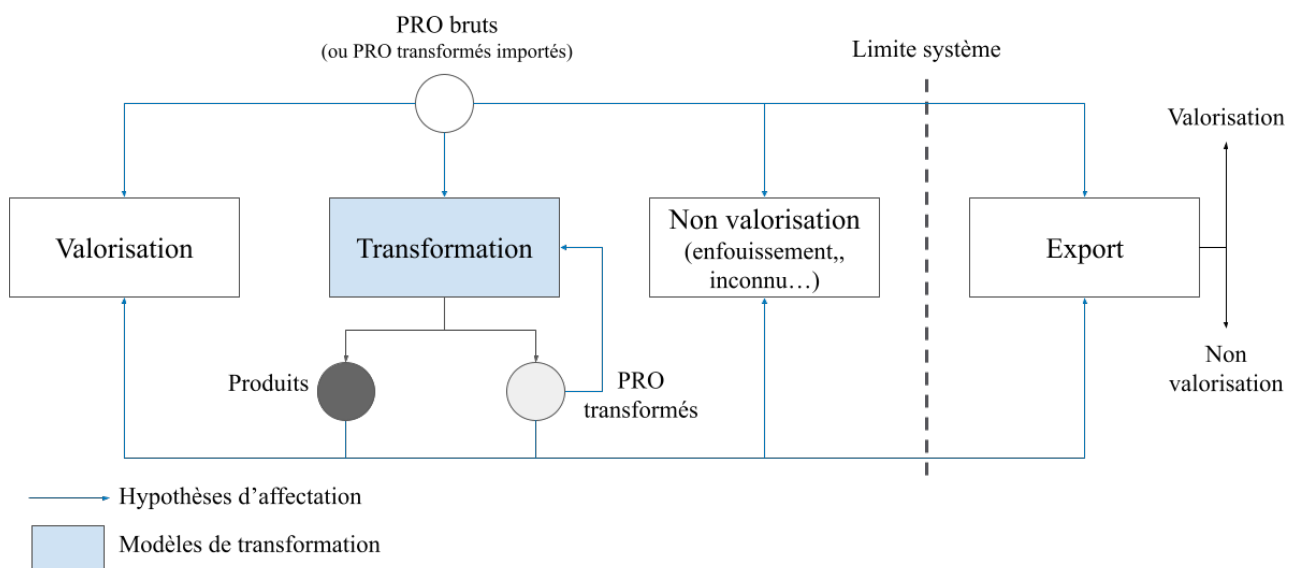 PRO bruts
(ou PRO transformés importés)
Limite système
Valorisation
Valorisation
Transformation
Non valorisation
(enfouissement,,
inconnu…)
Export
Produits
PRO
transformés
Non
valorisation
Hypothèses d’affectation
Modèles de transformation